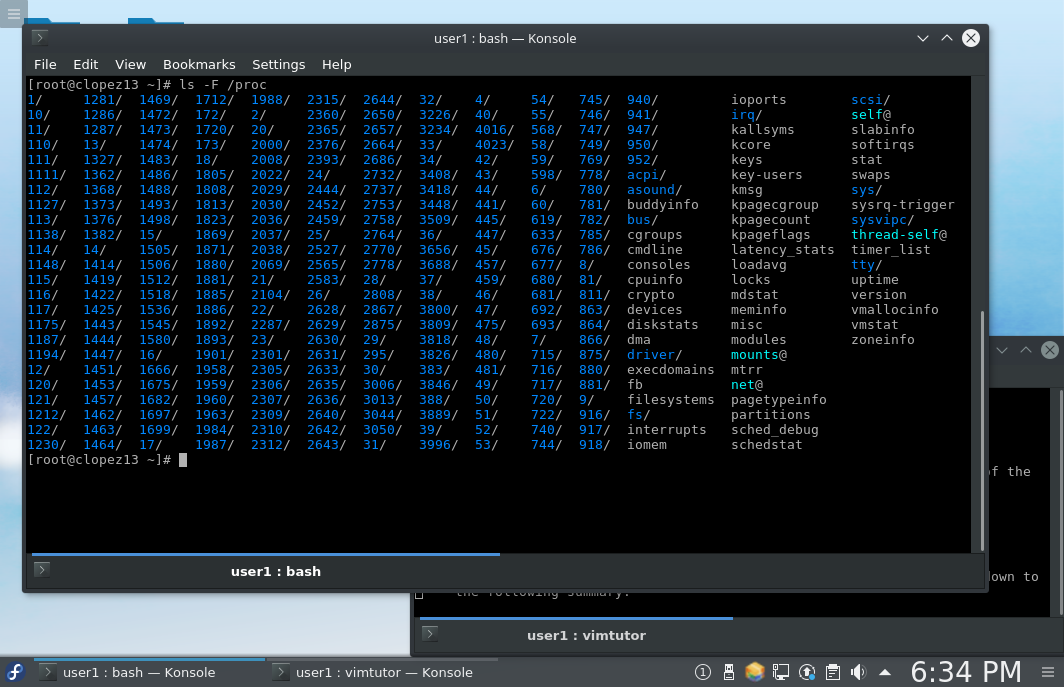 user1 : bash — Konsole
File Edit View Bookmarks Settings Help
[root@clopez13 ~]# ls -F /proc
1/ 1281/ 1469/ 1712/ 1988/ 2315/ 2644/ 32/ 4/ 54/ 745/ 940/ ioports scsi/
10/ 1286/ 1472/ 172/ 2/ 2360/ 2650/ 3226/ 40/ 55/ 746/ 941/ irq/ self@
11/ 1287/ 1473/ 1720/ 20/ 2365/ 2657/ 3234/ 4016/ 568/ 747/ 947/ kallsyms slabinfo
110/ 13/ 1474/ 173/ 2000/ 2376/ 2664/ 33/ 4023/ 58/ 749/ 950/ kcore softirqs
111/ 1327/ 1483/ 18/ 2008/ 2393/ 2686/ 34/ 42/ 59/ 769/ 952/ keys stat
1111/ 1362/ 1486/ 1805/ 2022/ 24/ 2732/ 3408/ 43/ 598/ 778/ acpi/ key-users swaps
112/ 1368/ 1488/ 1808/ 2029/ 2444/ 2737/ 3418/ 44/ 6/ 780/ asound/ kmsg sys/
1127/ 1373/ 1493/ 1813/ 2030/ 2452/ 2753/ 3448/ 441/ 60/ 781/ buddyinfo kpagecgroup sysrq-trigger
113/ 1376/ 1498/ 1823/ 2036/ 2459/ 2758/ 3509/ 445/ 619/ 782/ bus/ kpagecount sysvipc/
1138/ 1382/ 15/ 1869/ 2037/ 25/ 2764/ 36/ 447/ 633/ 785/ cgroups kpageflags thread-self@
114/ 14/ 1505/ 1871/ 2038/ 2527/ 2770/ 3656/ 45/ 676/ 786/ cmdline latency_stats timer_list
1148/ 1414/ 1506/ 1880/ 2069/ 2565/ 2778/ 3688/ 457/ 677/ 8/ consoles loadavg tty/
115/ 1419/ 1512/ 1881/ 21/ 2583/ 28/ 37/ 459/ 680/ 81/ cpuinfo locks uptime
116/ 1422/ 1518/ 1885/ 2104/ 26/ 2808/ 38/ 46/ 681/ 811/ crypto mdstat version
117/ 1425/ 1536/ 1886/ 22/ 2628/ 2867/ 3800/ 47/ 692/ 863/ devices meminfo vmallocinfo
1175/ 1443/ 1545/ 1892/ 2287/ 2629/ 2875/ 3809/ 475/ 693/ 864/ diskstats misc vmstat
1187/ 1444/ 1580/ 1893/ 23/ 2630/ 29/ 3818/ 48/ 7/ 866/ dma modules zoneinfo
1194/ 1447/ 16/ 1901/ 2301/ 2631/ 295/ 3826/ 480/ 715/ 875/ driver/ mounts@
12/ 1451/ 1666/ 1958/ 2305/ 2633/ 30/ 383/ 481/ 716/ 880/ execdomains mtrr
120/ 1453/ 1675/ 1959/ 2306/ 2635/ 3006/ 3846/ 49/ 717/ 881/ fb net@
121/ 1457/ 1682/ 1960/ 2307/ 2636/ 3013/ 388/ 50/ 720/ 9/ filesystems pagetypeinfo
1212/ 1462/ 1697/ 1963/ 2309/ 2640/ 3044/ 3889/ 51/ 722/ 916/ fs/ partitions
122/ 1463/ 1699/ 1984/ 2310/ 2642/ 3050/ 39/ 52/ 740/ 917/ interrupts sched_debug
1230/ 1464/ 17/ 1987/ 2312/ 2643/ 31/ 3996/ 53/ 744/ 918/ iomem schedstat
[root@clopez13 ~]#
user1 : bash
of the
down to
the following summary.
user1 : vimtutor
user1 : bash — Konsole
user1 : vimtutor — Konsole
6:34 PM